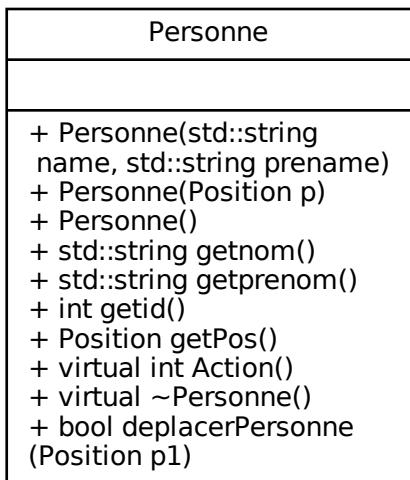 Personne
+ Personne(std::string
name, std::string prename)
+ Personne(Position p)
+ Personne()
+ std::string getnom()
+ std::string getprenom()
+ int getid()
+ Position getPos()
+ virtual int Action()
+ virtual ~Personne()
+ bool deplacerPersonne
(Position p1)